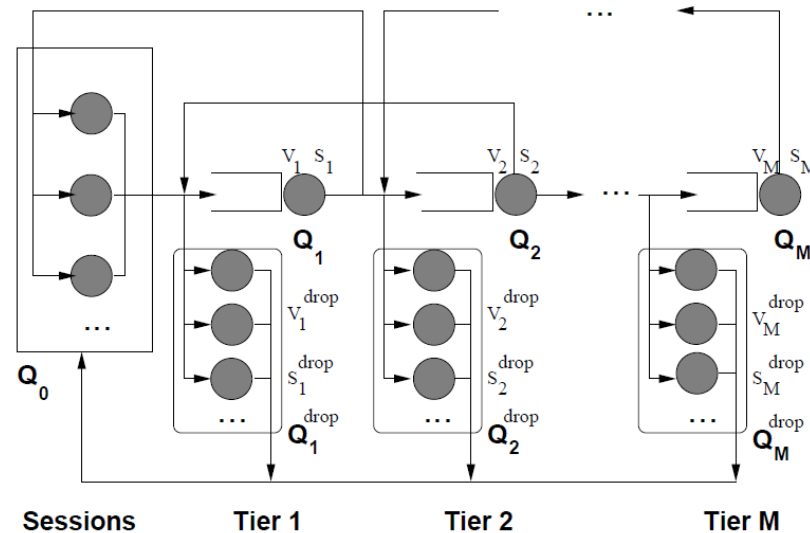 ...
V1 S1
V2 S2
VM SM
...
Q1
Q2
QM
...
Q0
V1drop
S1drop
...
Q1drop
V2drop
S2drop
...
Q2drop
VMdrop
SMdrop
...
QMdrop
Sessions
Tier 1
Tier 2
Tier M